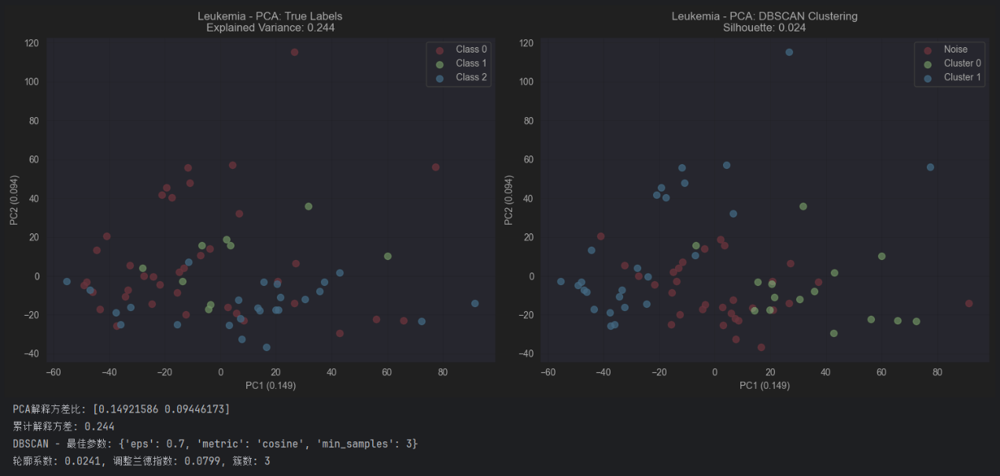 Leukemia - PCA: True Labels
Explained Variance: 0.244
Class 0
Class 1
Class 2
120
100
80
60
40
20
0
−20
−40
PC2 (0.094)
−60
−40
−20
0
20
40
60
80
PC1 (0.149)
Leukemia - PCA: DBSCAN Clustering
Silhouette: 0.024
Noise
Cluster 0
Cluster 1
120
100
80
60
40
20
0
−20
−40
PC2 (0.094)
−60
−40
−20
0
20
40
60
80
PC1 (0.149)
PCA解释方差比: [0.14921586 0.09446173]
累计解释方差: 0.244
DBSCAN - 最佳参数: {'eps': 0.7, 'metric': 'cosine', 'min_samples': 3}
轮廓系数: 0.0241, 调整兰德指数: 0.0799, 簇数: 3